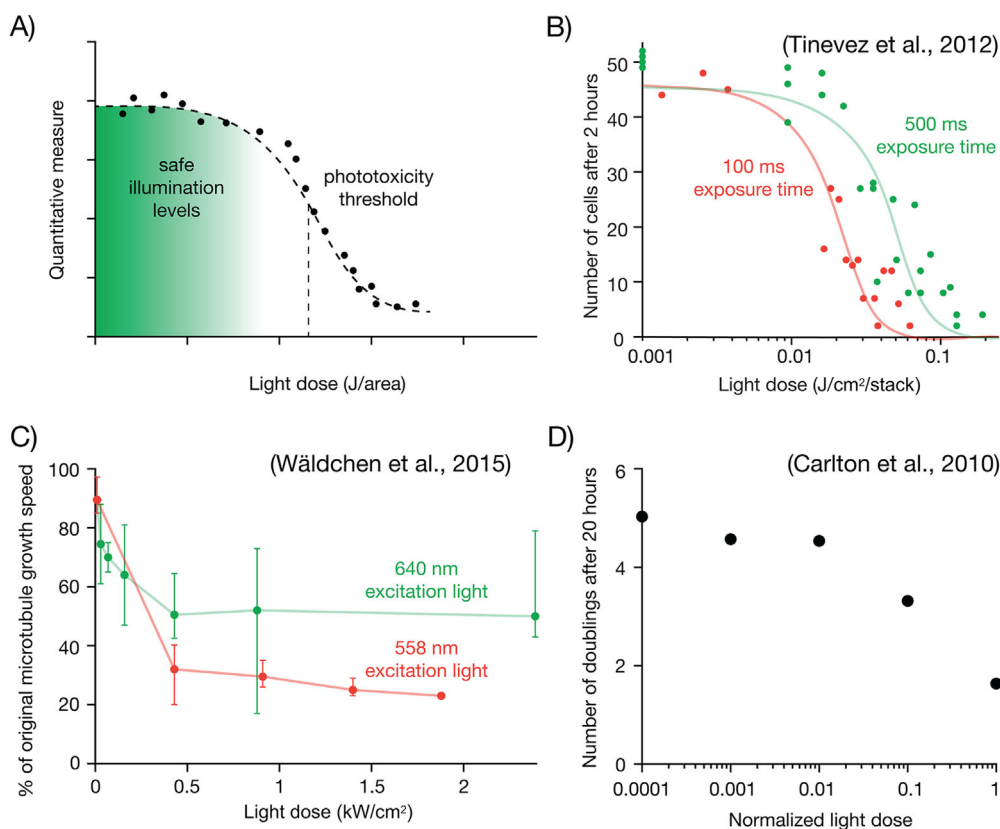 A)
Quantitative measure
safe
illumination
levels
phototoxicity
threshold
Light dose (J/area)
0
1
2
B)
(Tinevez et al., 2012)
Number of cells after 2 hours
50
40
30
20
10
0
500 ms
exposure time
100 ms
exposure time
0.001
0.01
0.1
Light dose (J/cm²/stack)
C)
(Wäldchen et al., 2015)
% of original microtubule growth speed
100
80
60
40
20
0
640 nm
excitation light
558 nm
excitation light
0
0.5
1
1.5
2
Light dose (kW/cm²)
D)
(Carlton et al., 2010)
Number of doublings after 20 hours
6
4
2
0
0.0001
0.001
0.01
0.1
1
Normalized light dose